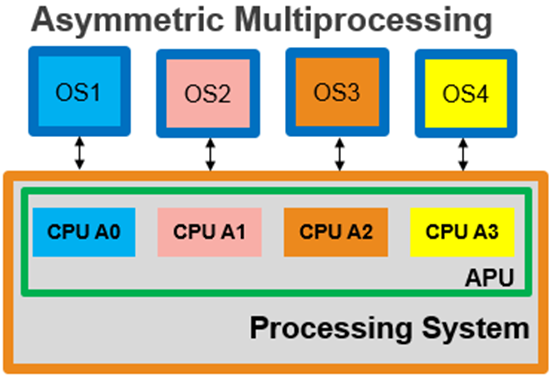 Asymmetric Multiprocessing
OS1 OS2 OS3 OS4
CPU A0 CPU A1 CPU A2 CPU A3
APU
Processing System